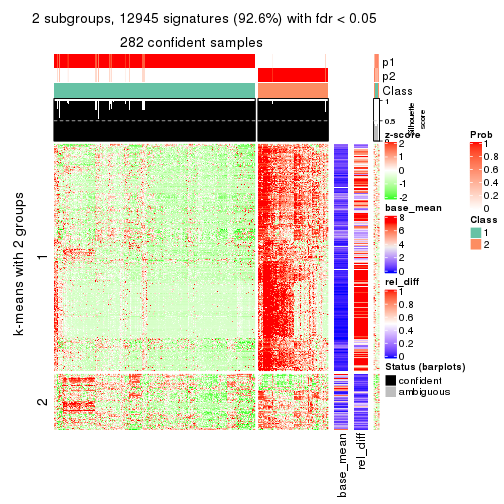 2 subgroups, 12945 signatures (92.6%) with fdr < 0.05
282 confident samples
p1
p2
Class
1
0.5
0
Silhouette
score
k-means with 2 groups
1
2
base_mean
rel_diff
z-score
2
1
0
-1
-2
base_mean
8
6
4
2
0
rel_diff
1
0.8
0.6
0.4
0.2
0
Status (barplots)
confident
ambiguous
Prob
1
0.8
0.6
0.4
0.2
0
Class
1
2